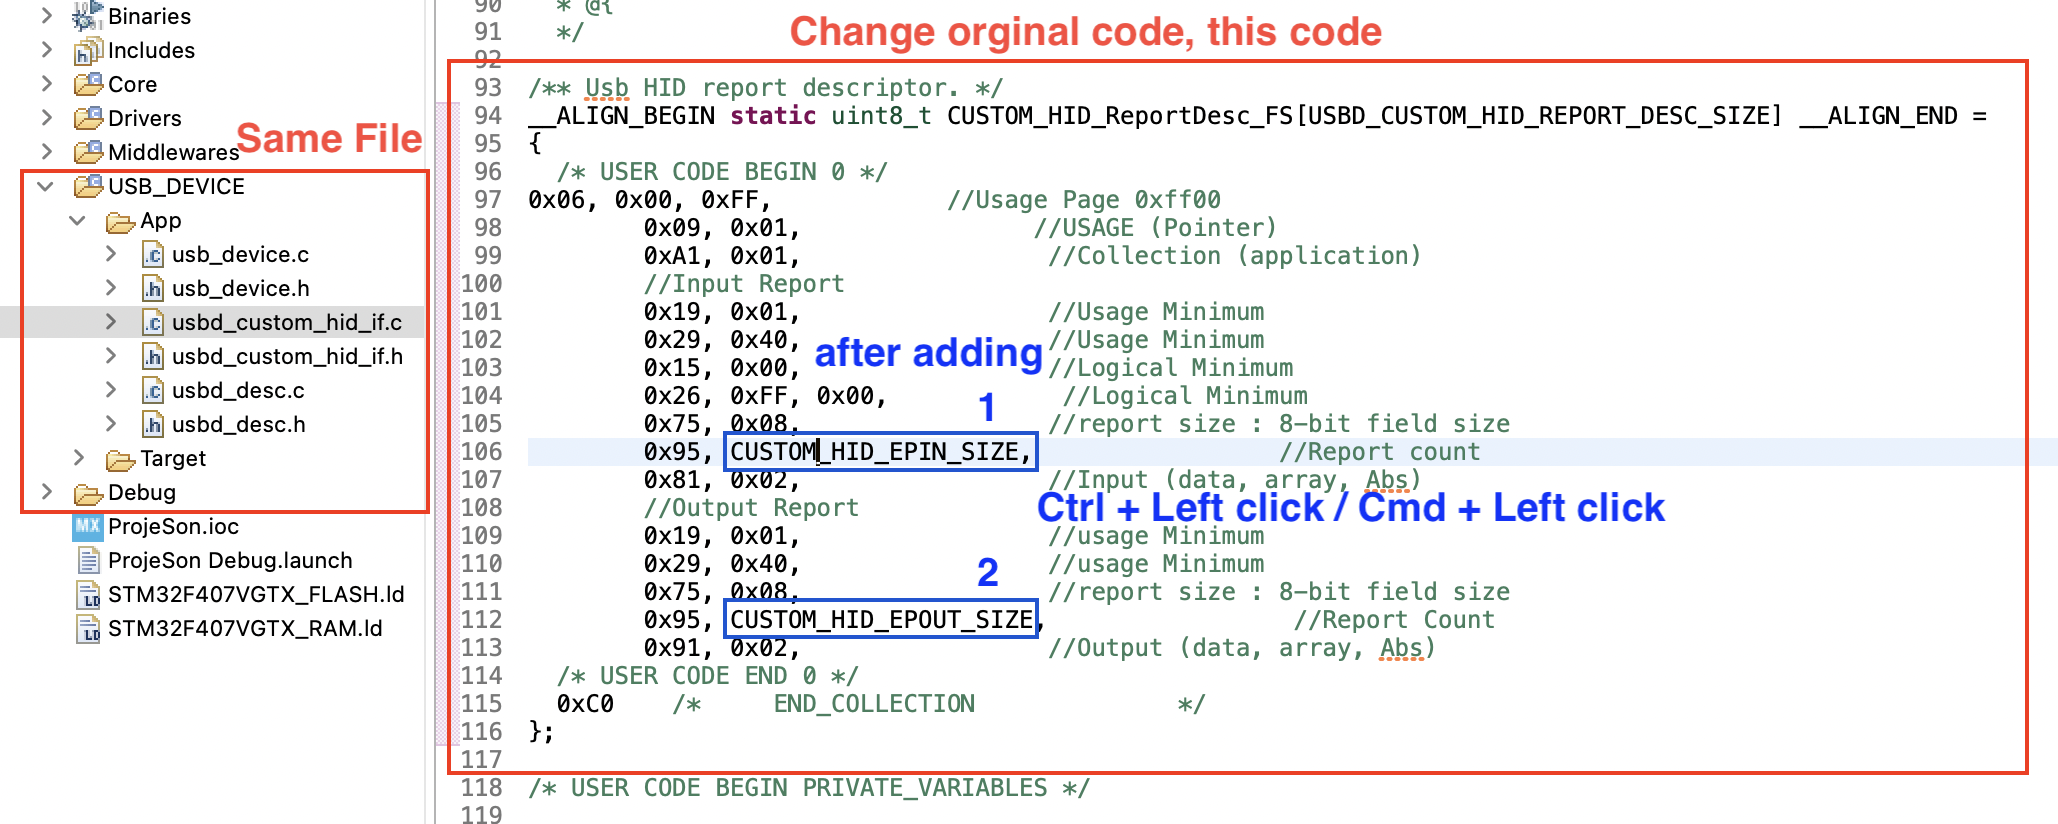 Binaries
Includes
Core
Drivers
Middlewares
Same File
USB_DEVICE
App
usb_device.c
usb_device.h
usbd_custom_hid_if.c
usbd_custom_hid_if.h
usbd_desc.c
usbd_desc.h
Target
Debug
MX ProjeSon.ioc
ProjeSon Debug.launch
STM32F407VGTX_FLASH.ld
STM32F407VGTX_RAM.ld
Change orginal code, this code
90 * @{
91 */
92
93 /** Usb HID report descriptor. */
94 __ALIGN_BEGIN static uint8_t CUSTOM_HID_ReportDesc_FS[USBD_CUSTOM_HID_REPORT_DESC_SIZE] __ALIGN_END =
95 {
96 /* USER CODE BEGIN 0 */
97 0x06, 0x00, 0xFF, //Usage Page 0xff00
98 0x09, 0x01, //USAGE (Pointer)
99 0xA1, 0x01, //Collection (application)
100 //Input Report
101 0x19, 0x01, //Usage Minimum
102 0x29, 0x40, //Usage Minimum
after adding
103 0x15, 0x00, //Logical Minimum
104 0x26, 0xFF, 0x00, //Logical Minimum
1
105 0x75, 0x08, //report size : 8-bit field size
106 0x95, CUSTOM_HID_EPIN_SIZE, //Report count
107 0x81, 0x02, //Input (data, array, Abs)
108 //Output Report
Ctrl + Left click / Cmd + Left click
109 0x19, 0x01, //usage Minimum
110 0x29, 0x40, //usage Minimum
2
111 0x75, 0x08, //report size : 8-bit field size
112 0x95, CUSTOM_HID_EPOUT_SIZE, //Report Count
113 0x91, 0x02, //Output (data, array, Abs)
114 /* USER CODE END 0 */
115 0xC0 /* END_COLLECTION */
116 };
117
118 /* USER CODE BEGIN PRIVATE_VARIABLES */
119